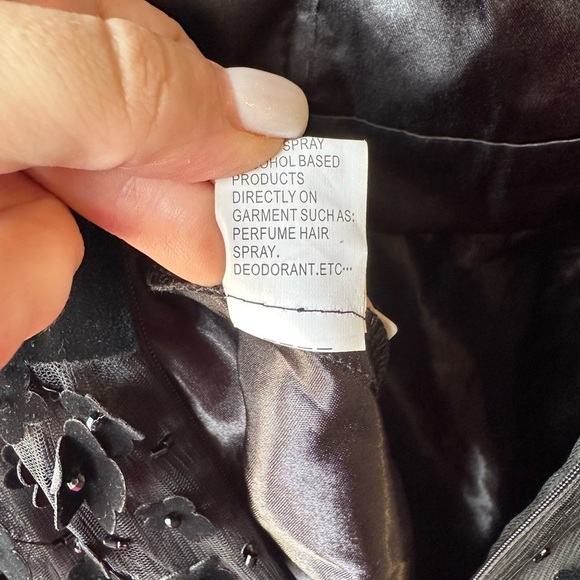 SPRAY
BASED
PRODUCTS
DIRECTLY ON
GARMENT SUCH AS:
PERFUME HAIR
SPRAY.
DEODORANT.ETC···